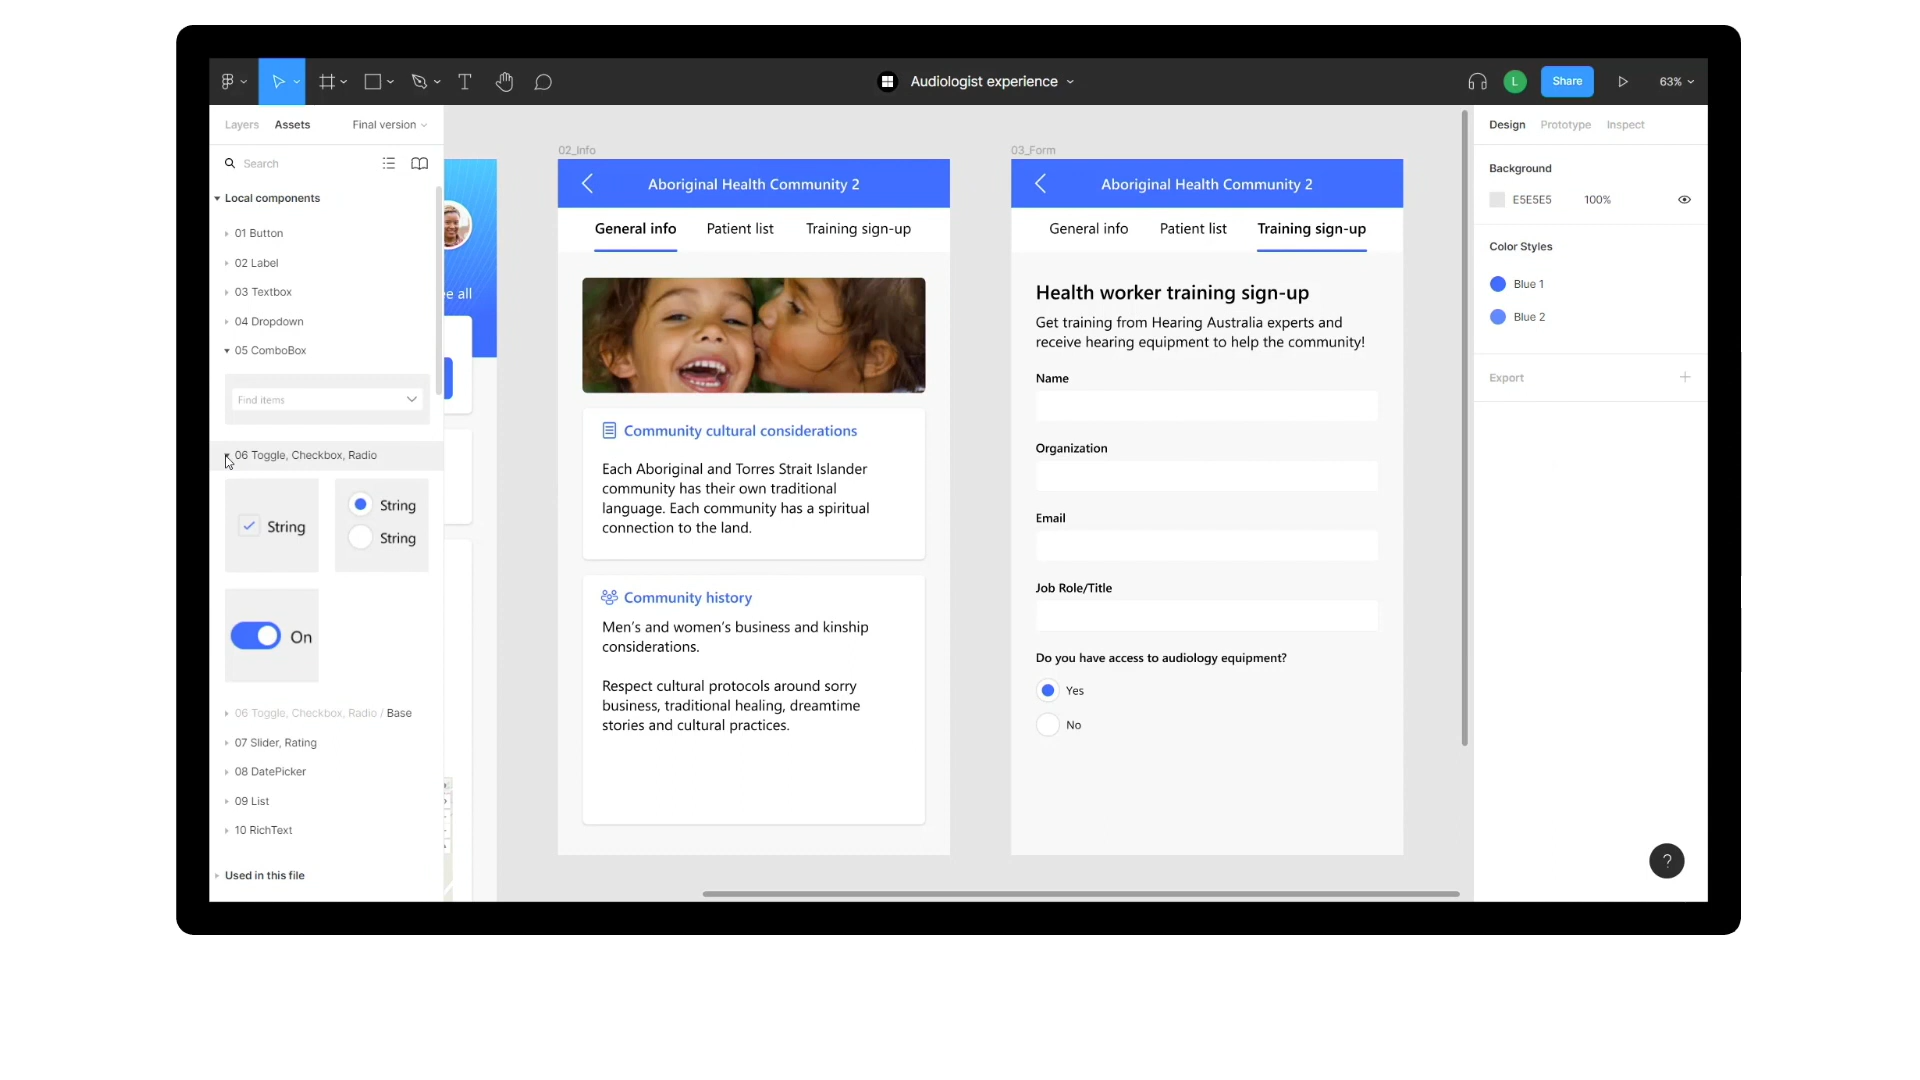 Audiologist experience
L
Share
63%
Layers
Assets
Final version
Search
Local components
01 Button
02 Label
03 Textbox
04 Dropdown
05 ComboBox
Find items
06 Toggle, Checkbox, Radio
String
String
String
On
06 Toggle, Checkbox, Radio / Base
07 Slider, Rating
08 DatePicker
09 List
10 RichText
Used in this file
all
02_Info
Aboriginal Health Community 2
General info
Patient list
Training sign-up
Community cultural considerations
Each Aboriginal and Torres Strait Islander
community has their own traditional
language. Each community has a spiritual
connection to the land.
Community history
Men's and women's business and kinship
considerations.
Respect cultural protocols around sorry
business, traditional healing, dreamtime
stories and cultural practices.
03_Form
Aboriginal Health Community 2
General info
Patient list
Training sign-up
Health worker training sign-up
Get training from Hearing Australia experts and
receive hearing equipment to help the community!
Name
Organization
Email
Job Role/Title
Do you have access to audiology equipment?
Yes
No
Design
Prototype
Inspect
Background
E5E5E5
100%
Color Styles
Blue 1
Blue 2
Export
?